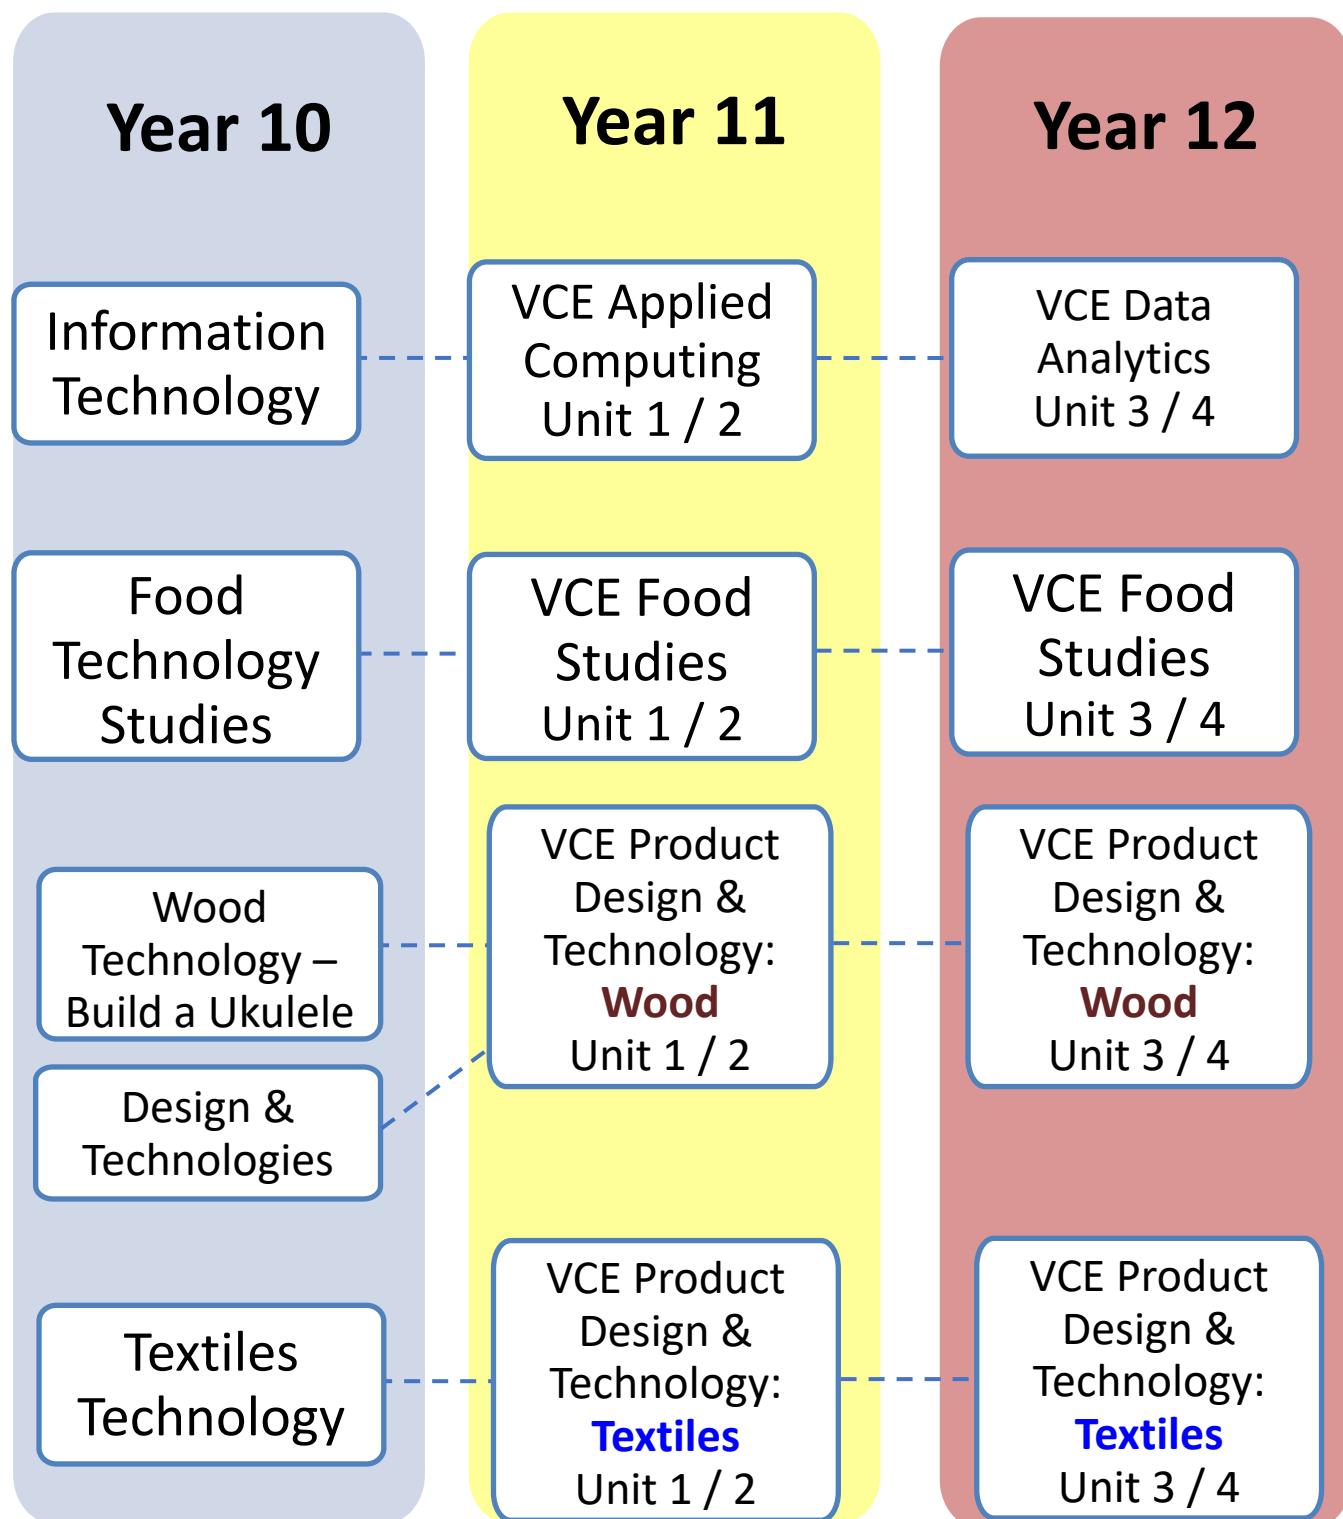 Year 10
Year 11
Year 12
Information
Technology
VCE Applied
Computing
Unit 1 / 2
VCE Data
Analytics
Unit 3 / 4
Food
Technology
Studies
VCE Food
Studies
Unit 1 / 2
VCE Food
Studies
Unit 3 / 4
Wood
Technology –
Build a Ukulele
Design &
Technologies
VCE Product
Design &
Technology:
Wood
Unit 1 / 2
VCE Product
Design &
Technology:
Wood
Unit 3 / 4
Textiles
Technology
VCE Product
Design &
Technology:
Textiles
Unit 1 / 2
VCE Product
Design &
Technology:
Textiles
Unit 3 / 4